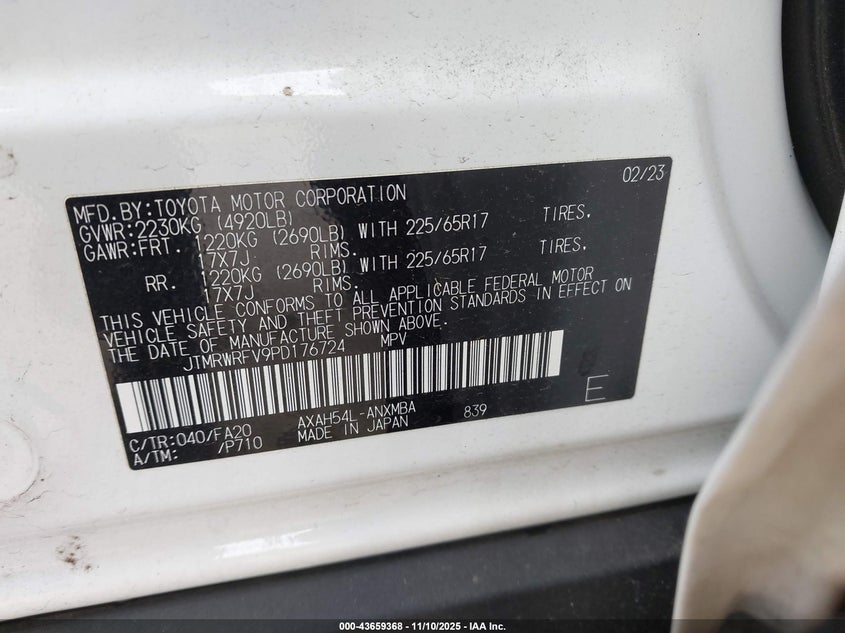 02/23
MFD.BY:TOYOTA MOTOR CORPORATION
GVWR:2230KG (4920LB)
GAWR:FRT. 1220KG (2690LB) WITH 225/65R17 TIRES,
17X7J RIMS.
RR. 1220KG (2690LB) WITH 225/65R17 TIRES,
17X7J RIMS.
THIS VEHICLE CONFORMS TO ALL APPLICABLE FEDERAL MOTOR
VEHICLE SAFETY AND THEFT PREVENTION STANDARDS IN EFFECT ON
THE DATE OF MANUFACTURE SHOWN ABOVE.
JTMRWRFV9PD176724 MPV
E
C/TR:040/FA20 AXAH54L-ANXMBA 839
A/TM: /P710 MADE IN JAPAN
000-43659368 - 11/10/2025 - IAA Inc.